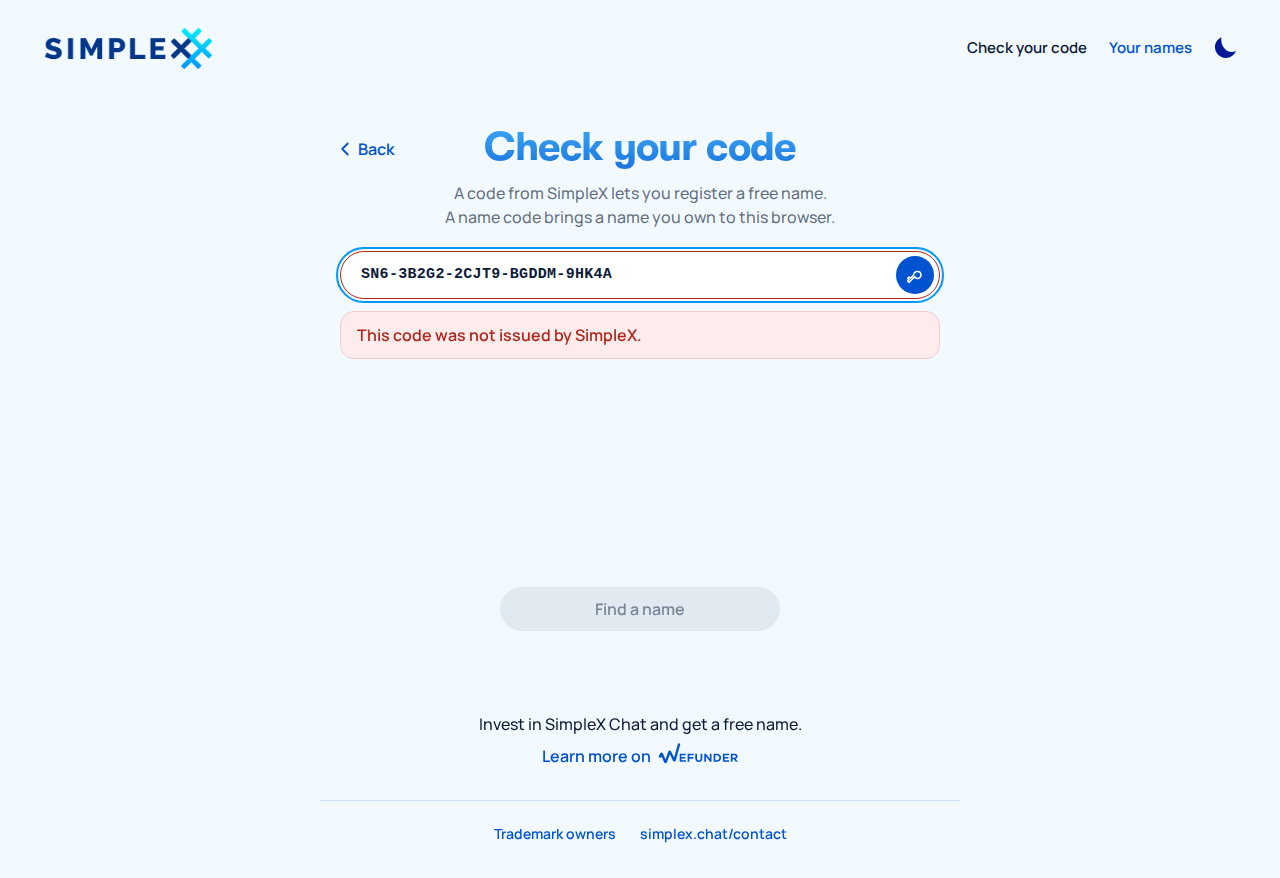 SIMPLEX
Check your code
Your names
Back
Check your code
A code from SimpleX lets you register a free name.
A name code brings a name you own to this browser.
SN6-3B2G2-2CJT9-BGDDM-9HK4A
This code was not issued by SimpleX.
Find a name
Invest in SimpleX Chat and get a free name.
Learn more on WEFUNDER
Trademark owners
simplex.chat/contact